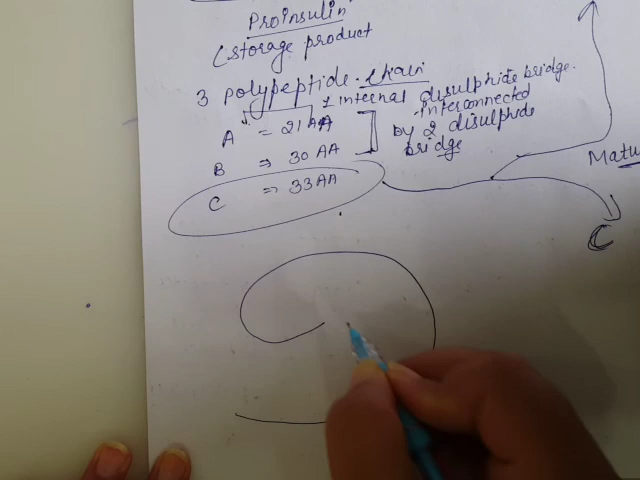 Proinsulin
(storage product
3 polypeptide chain
1 internal disulphide bridge.
A = 21 AA
interconnected
by 2 disulphide
bridge
B ⇒ 30 AA
C ⇒ 33 AA
Matu
C